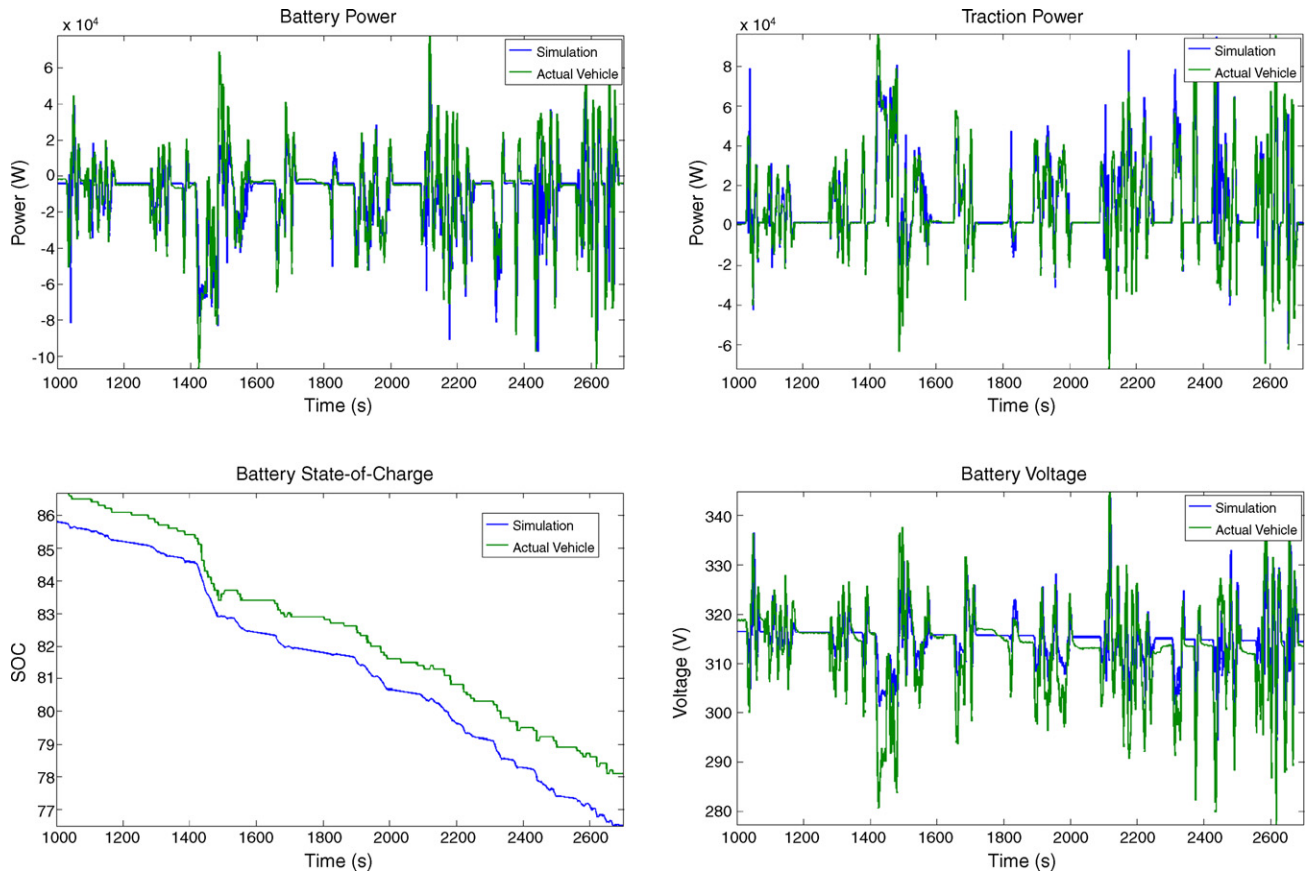 Battery Power
x 10⁴
Simulation
Actual Vehicle
6
4
2
0
-2
-4
-6
-8
-10
Power (W)
1000 1200 1400 1600 1800 2000 2200 2400 2600
Time (s)
Traction Power
x 10⁴
Simulation
Actual Vehicle
8
6
4
2
0
-2
-4
-6
Power (W)
1000 1200 1400 1600 1800 2000 2200 2400 2600
Time (s)
Battery State-of-Charge
Simulation
Actual Vehicle
86
85
84
83
82
81
80
79
78
77
SOC
1000 1200 1400 1600 1800 2000 2200 2400 2600
Time (s)
Battery Voltage
Simulation
Actual Vehicle
340
330
320
310
300
290
280
Voltage (V)
1000 1200 1400 1600 1800 2000 2200 2400 2600
Time (s)